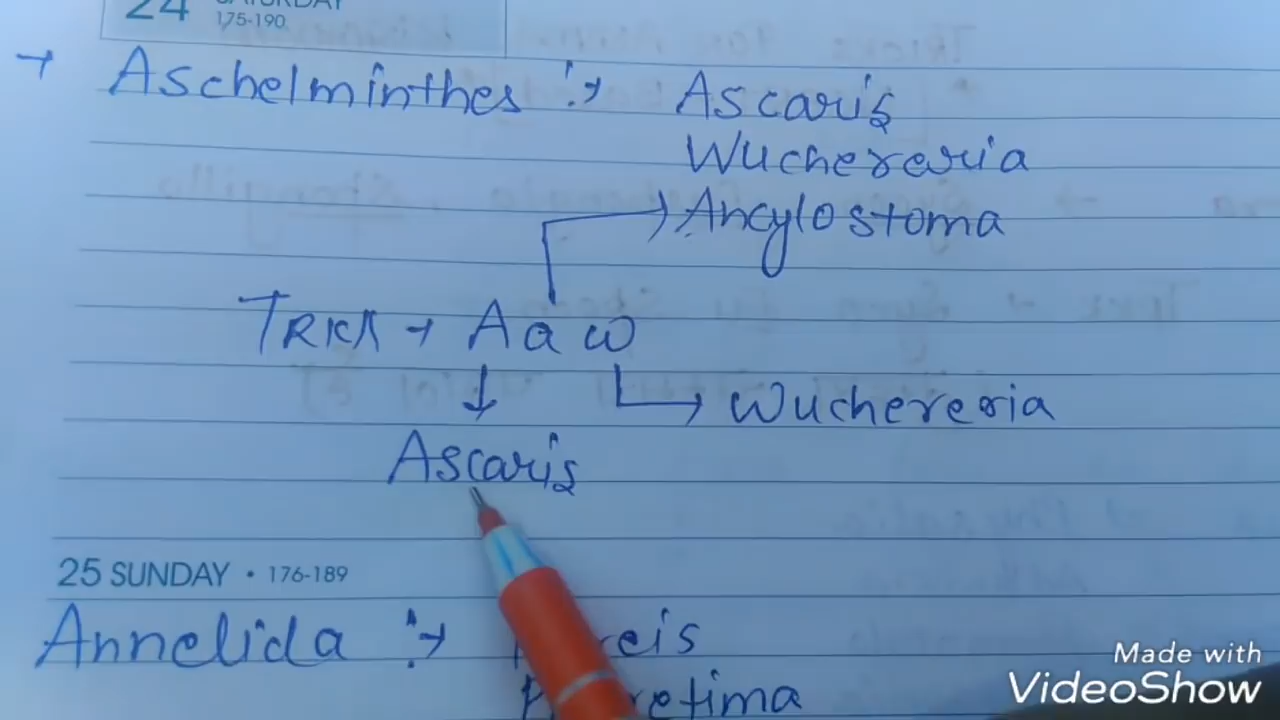 24 SATURDAY
175-190
→ Aschelminthes :→ Ascaris
Wuchereria
Ancylostoma
TRICK → A a w
Wuchereria
Ascaris
25 SUNDAY • 176-189
Annelida :→
Made with
VideoShow